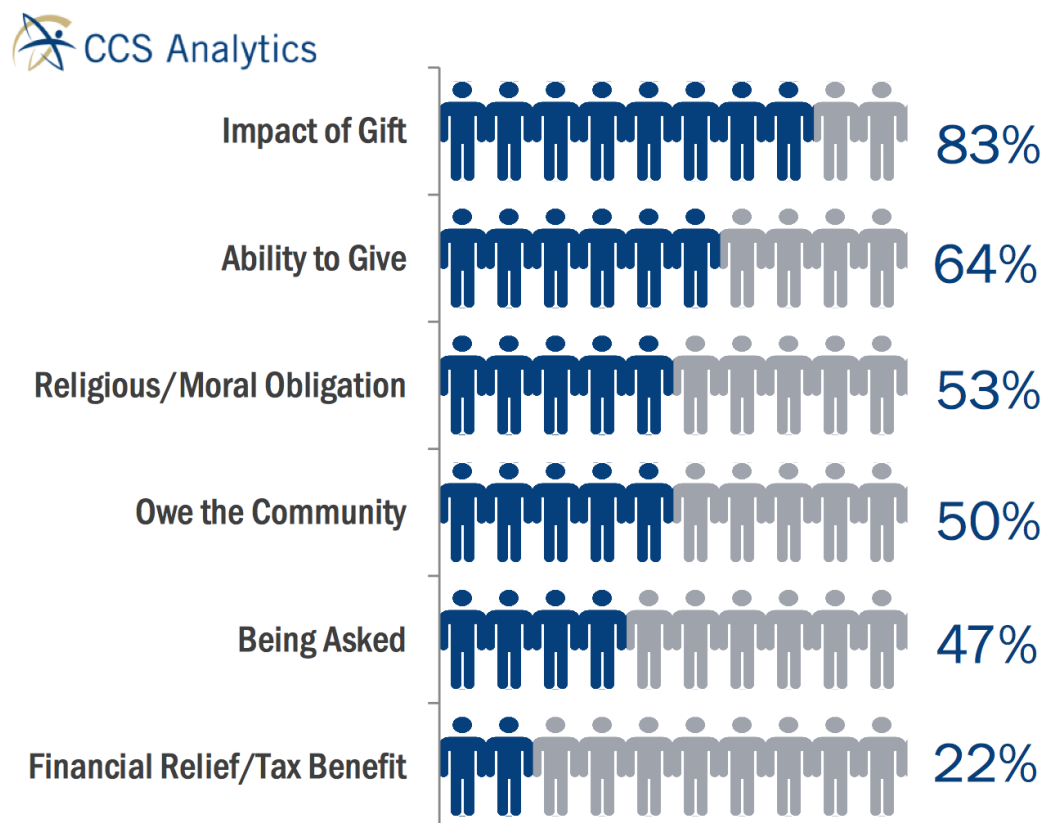 CCS Analytics
Impact of Gift 83%
Ability to Give 64%
Religious/Moral Obligation 53%
Owe the Community 50%
Being Asked 47%
Financial Relief/Tax Benefit 22%